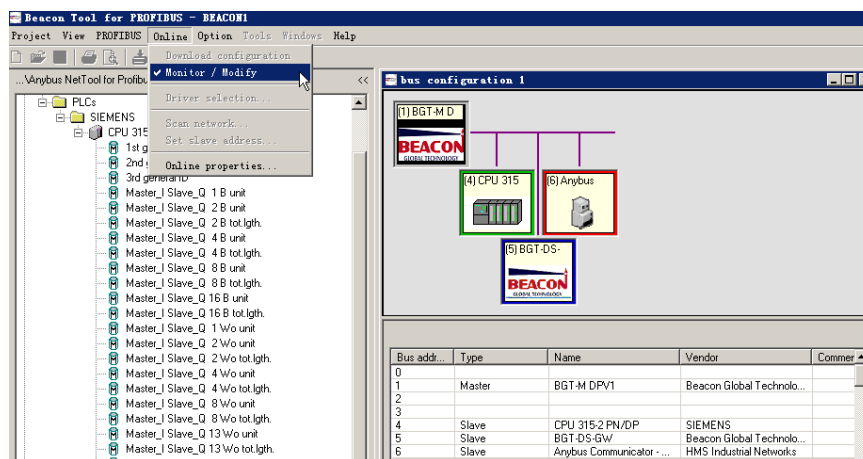 Beacon Tool for PROFIBUS - BEACON1
Project View PROFIBUS Online Option Tools Windows Help
Download configuration
Monitor / Modify
Driver selection...
Scan network...
Set slave address...
Online properties...
...\Anybus NetTool for Profibu
<<
PLCs
SIEMENS
CPU 315
1st g
2nd g
3rd general ID
Master_I Slave_Q 1 B unit
Master_I Slave_Q 2 B unit
Master_I Slave_Q 2 B tot.lgth.
Master_I Slave_Q 4 B unit
Master_I Slave_Q 4 B tot.lgth.
Master_I Slave_Q 8 B unit
Master_I Slave_Q 8 B tot.lgth.
Master_I Slave_Q 16 B unit
Master_I Slave_Q 16 B tot.lgth.
Master_I Slave_Q 1 Wo unit
Master_I Slave_Q 2 Wo unit
Master_I Slave_Q 2 Wo tot.lgth.
Master_I Slave_Q 4 Wo unit
Master_I Slave_Q 4 Wo tot.lgth.
Master_I Slave_Q 8 Wo unit
Master_I Slave_Q 8 Wo tot.lgth.
Master_I Slave_Q 13 Wo unit
Master_I Slave_Q 13 Wo tot.lgth.
bus configuration 1
(1) BGT-M D
BEACON
GLOBAL TECHNOLOGY
(4) CPU 315
(6) Anybus
(5) BGT-DS-
BEACON
GLOBAL TECHNOLOGY
Bus addr... Type Name Vendor Commer
0
1 Master BGT-M DPV1 Beacon Global Technolo...
2
3
4 Slave CPU 315-2 PN/DP SIEMENS
5 Slave BGT-DS-GW Beacon Global Technolo...
6 Slave Anybus Communicator - ... HMS Industrial Networks